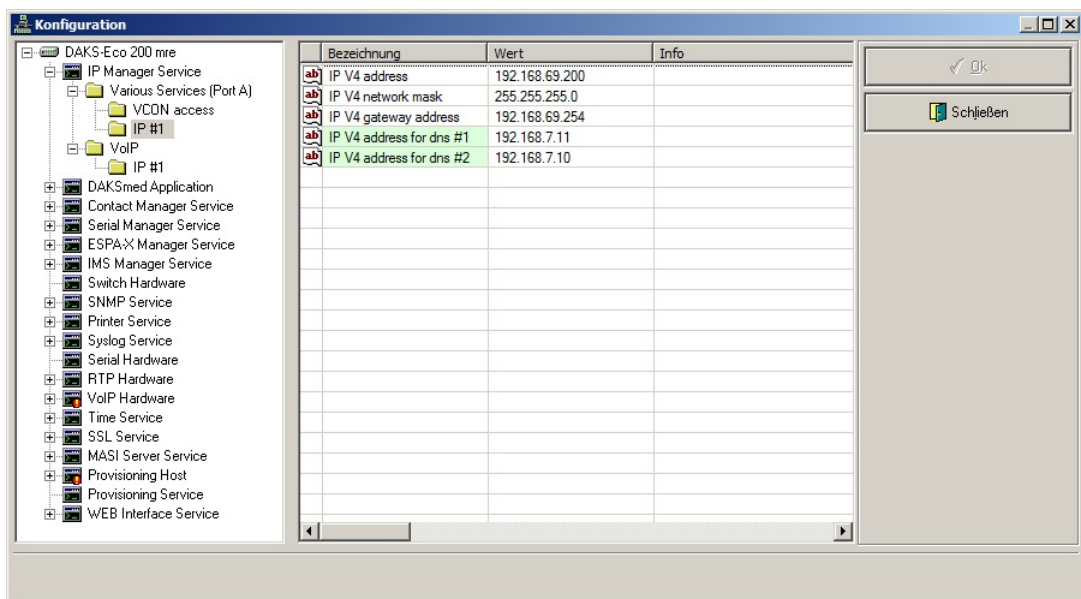 Konfiguration
DAKS-Eco 200 mre
IP Manager Service
Various Services (Port A)
VCON access
IP #1
VoIP
IP #1
DAKSmed Application
Contact Manager Service
Serial Manager Service
ESPA-X Manager Service
IMS Manager Service
Switch Hardware
SNMP Service
Printer Service
Syslog Service
Serial Hardware
RTP Hardware
VoIP Hardware
Time Service
SSL Service
MASI Server Service
Provisioning Host
Provisioning Service
WEB Interface Service
Bezeichnung Wert Info
ab IP V4 address 192.168.69.200
ab IP V4 network mask 255.255.255.0
ab IP V4 gateway address 192.168.69.254
ab IP V4 address for dns #1 192.168.7.11
ab IP V4 address for dns #2 192.168.7.10
Ok
Schließen